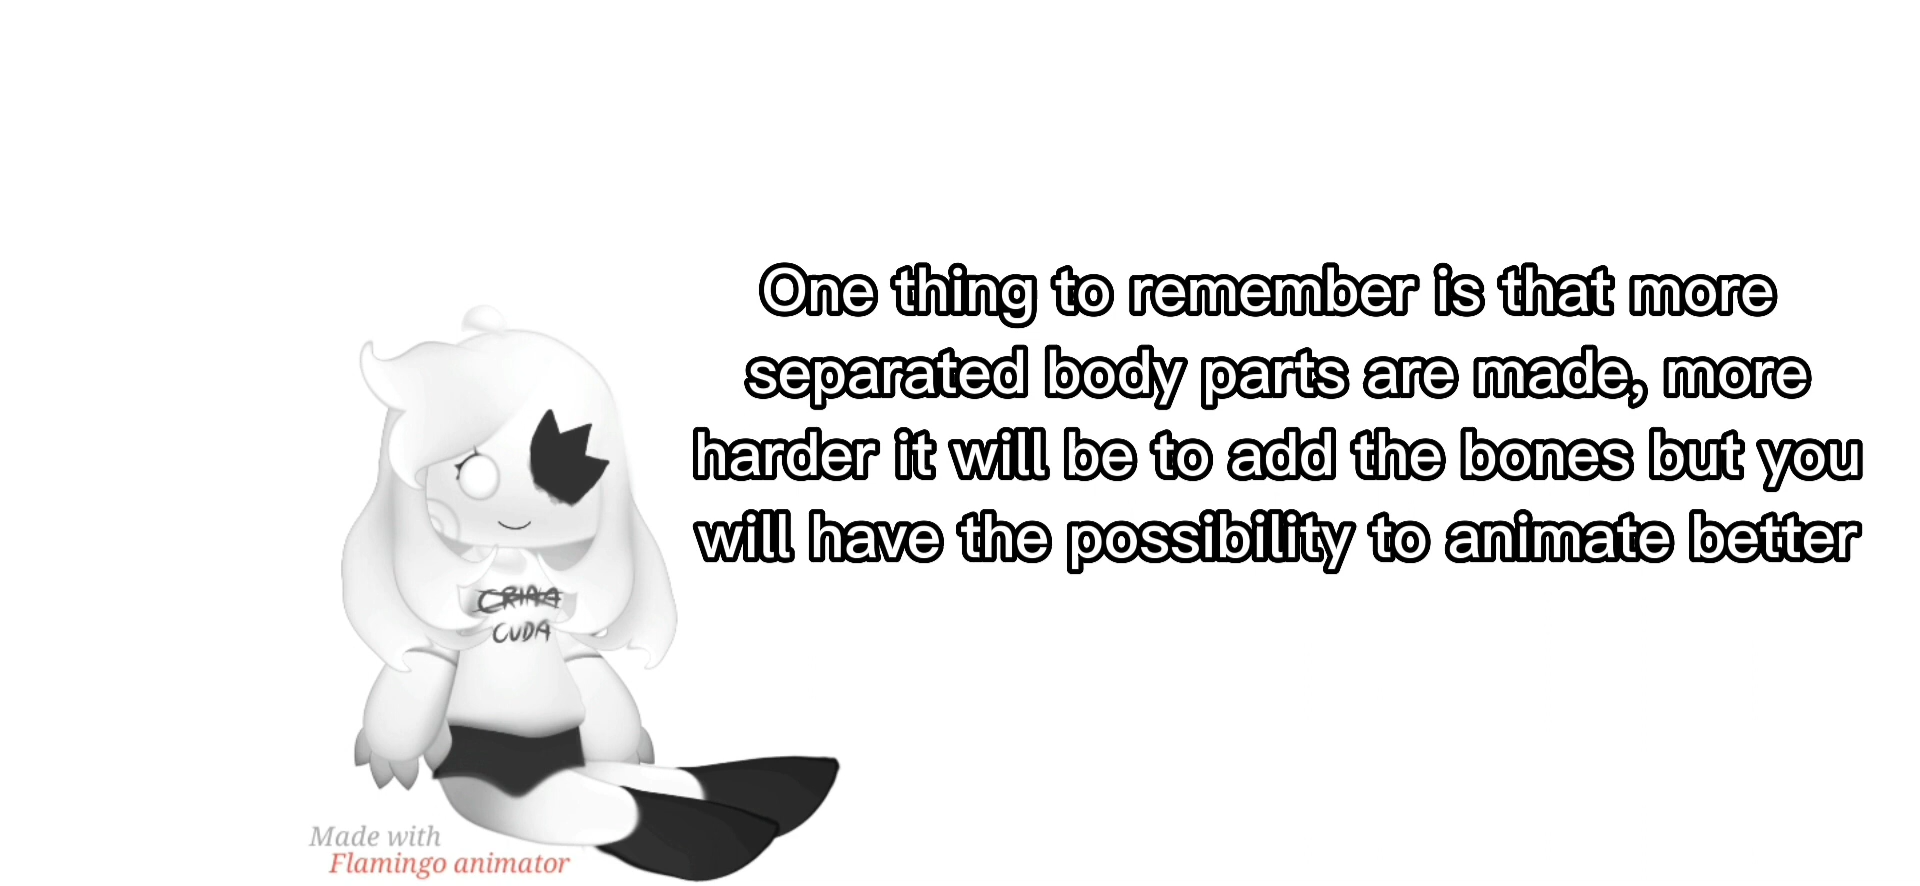 One thing to remember is that more
separated body parts are made, more
harder it will be to add the bones but you
will have the possibility to animate better
CUDA
Made with
Flamingo animator